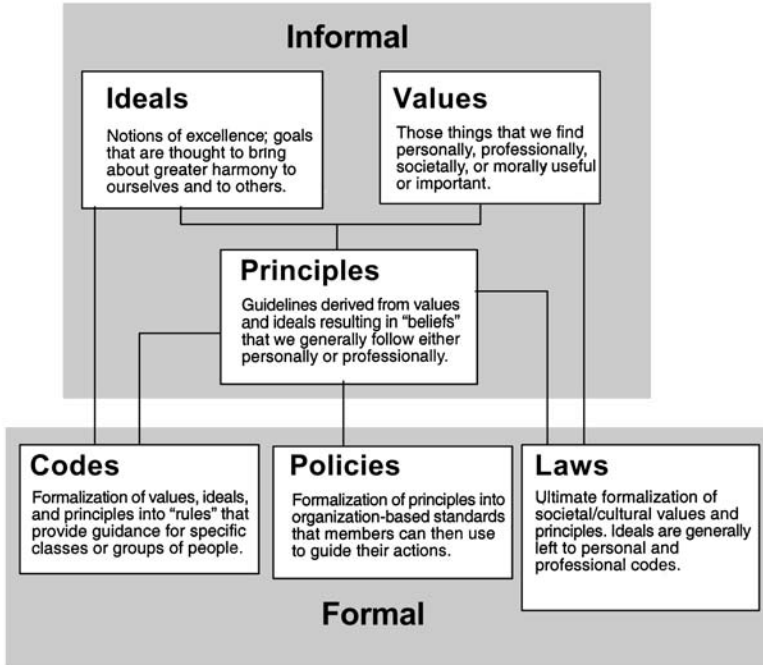 Informal
Ideals
Notions of excellence; goals
that are thought to bring
about greater harmony to
ourselves and to others.
Values
Those things that we find
personally, professionally,
societally, or morally useful
or important.
Principles
Guidelines derived from values
and ideals resulting in “beliefs”
that we generally follow either
personally or professionally.
Codes
Formalization of values, ideals,
and principles into “rules” that
provide guidance for specific
classes or groups of people.
Policies
Formalization of principles into
organization-based standards
that members can then use
to guide their actions.
Laws
Ultimate formalization of
societal/cultural values and
principles. Ideals are generally
left to personal and
professional codes.
Formal